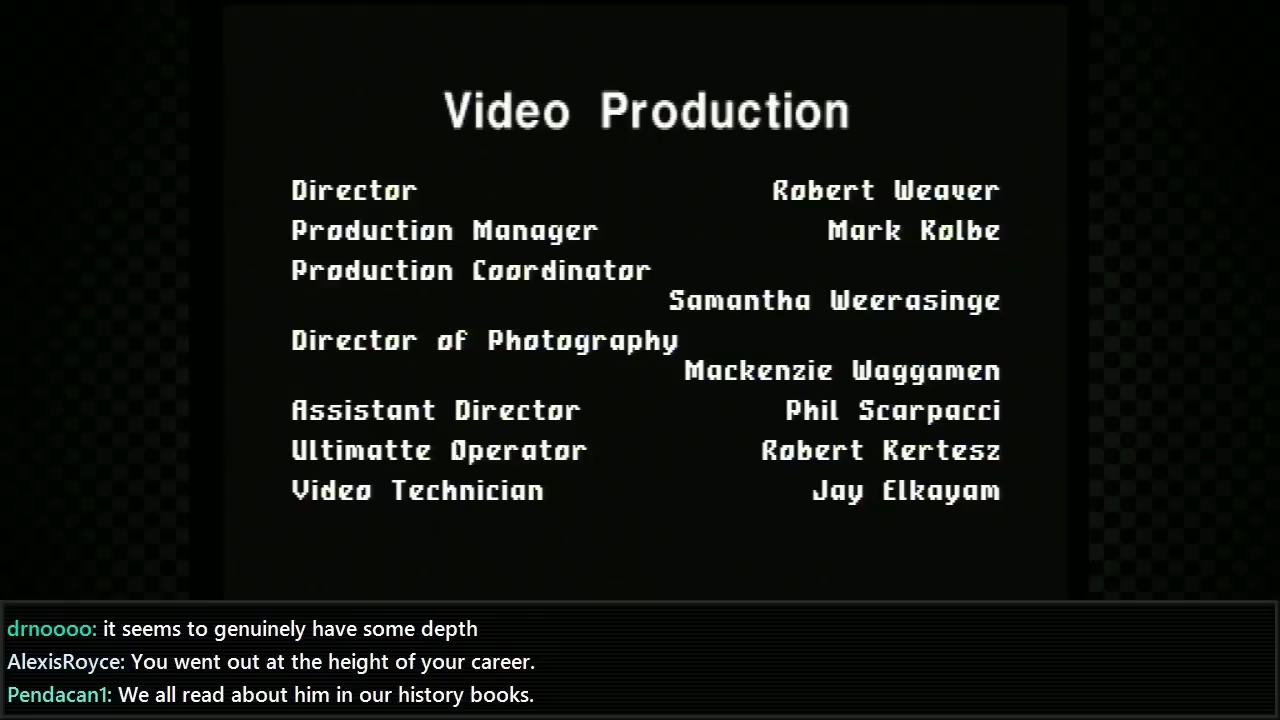 Video Production
Director Robert Weaver
Production Manager Mark Kolbe
Production Coordinator
Samantha Weerasinge
Director of Photography
Mackenzie Waggamen
Assistant Director Phil Scarpacci
Ultimatte Operator Robert Kertesz
Video Technician Jay Elkayam
drnoooo: it seems to genuinely have some depth
AlexisRoyce: You went out at the height of your career.
Pendacan1: We all read about him in our history books.